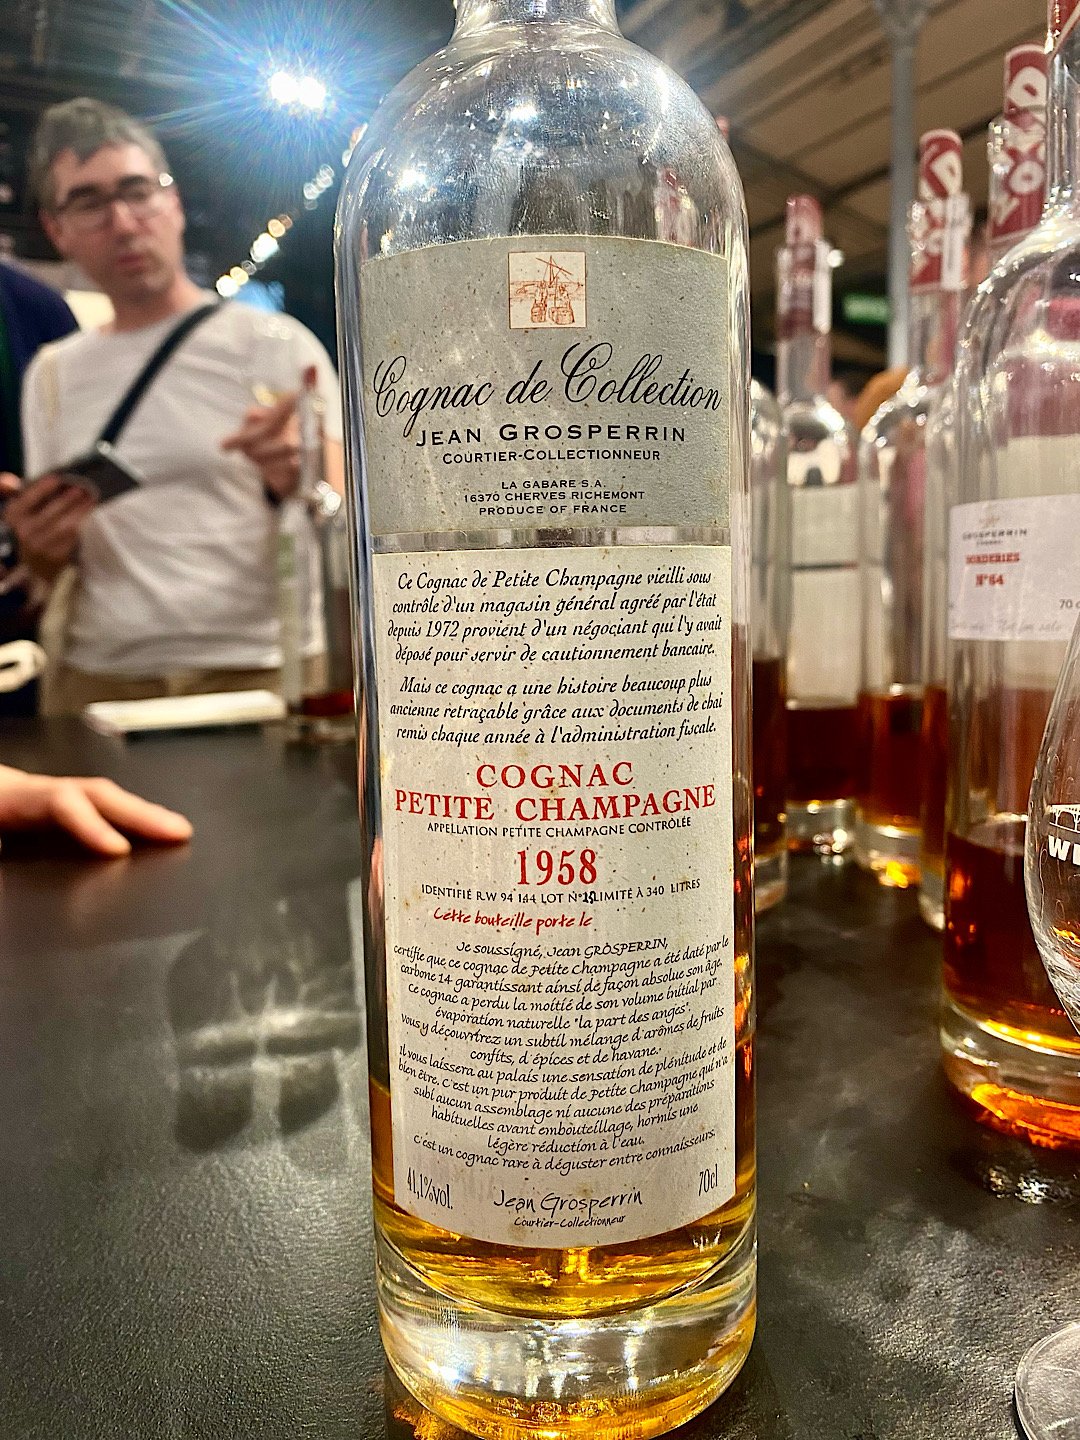 Cognac de Collection
JEAN GROSPERRIN
COURTIER-COLLECTIONNEUR
LA GABARE S.A.
16370 CHERVES RICHEMONT
PRODUCE OF FRANCE
Ce Cognac de Petite Champagne vieilli sous
contrôle d'un magasin général agréé par l'état
depuis 1972 provient d'un négociant qui l'y avait
déposé pour servir de cautionnement bancaire.
Mais ce cognac a une histoire beaucoup plus
ancienne retraçable grâce aux documents de chai
remis chaque année à l'administration fiscale.
COGNAC
PETITE CHAMPAGNE
APPELLATION PETITE CHAMPAGNE CONTRÔLÉE
1958
IDENTIFIÉ R.W 94 144 LOT N° LIMITÉ À 340 LITRES
Cette bouteille porte le
Je soussigné, Jean GROSPERRIN,
certifie que ce cognac de Petite Champagne a été daté par le
carbone 14 garantissant ainsi de façon absolue son âge.
Ce cognac a perdu la moitié de son volume initial par
évaporation naturelle "la part des anges".
Vous y découvrirez un subtil mélange d'arômes de fruits
confits, d'épices et de havane.
Il vous laissera au palais une sensation de plénitude et de
bien être. C'est un pur produit de Petite Champagne qui n'a
subi aucun assemblage ni aucune des préparations
habituelles avant embouteillage, hormis une
légère réduction à l'eau.
C'est un cognac rare à déguster entre connaisseurs.
41,1%vol. 70cl
Jean Grosperrin
Courtier-Collectionneur
GROSPERRIN
COGNAC
BORDERIES
N°64
70
W